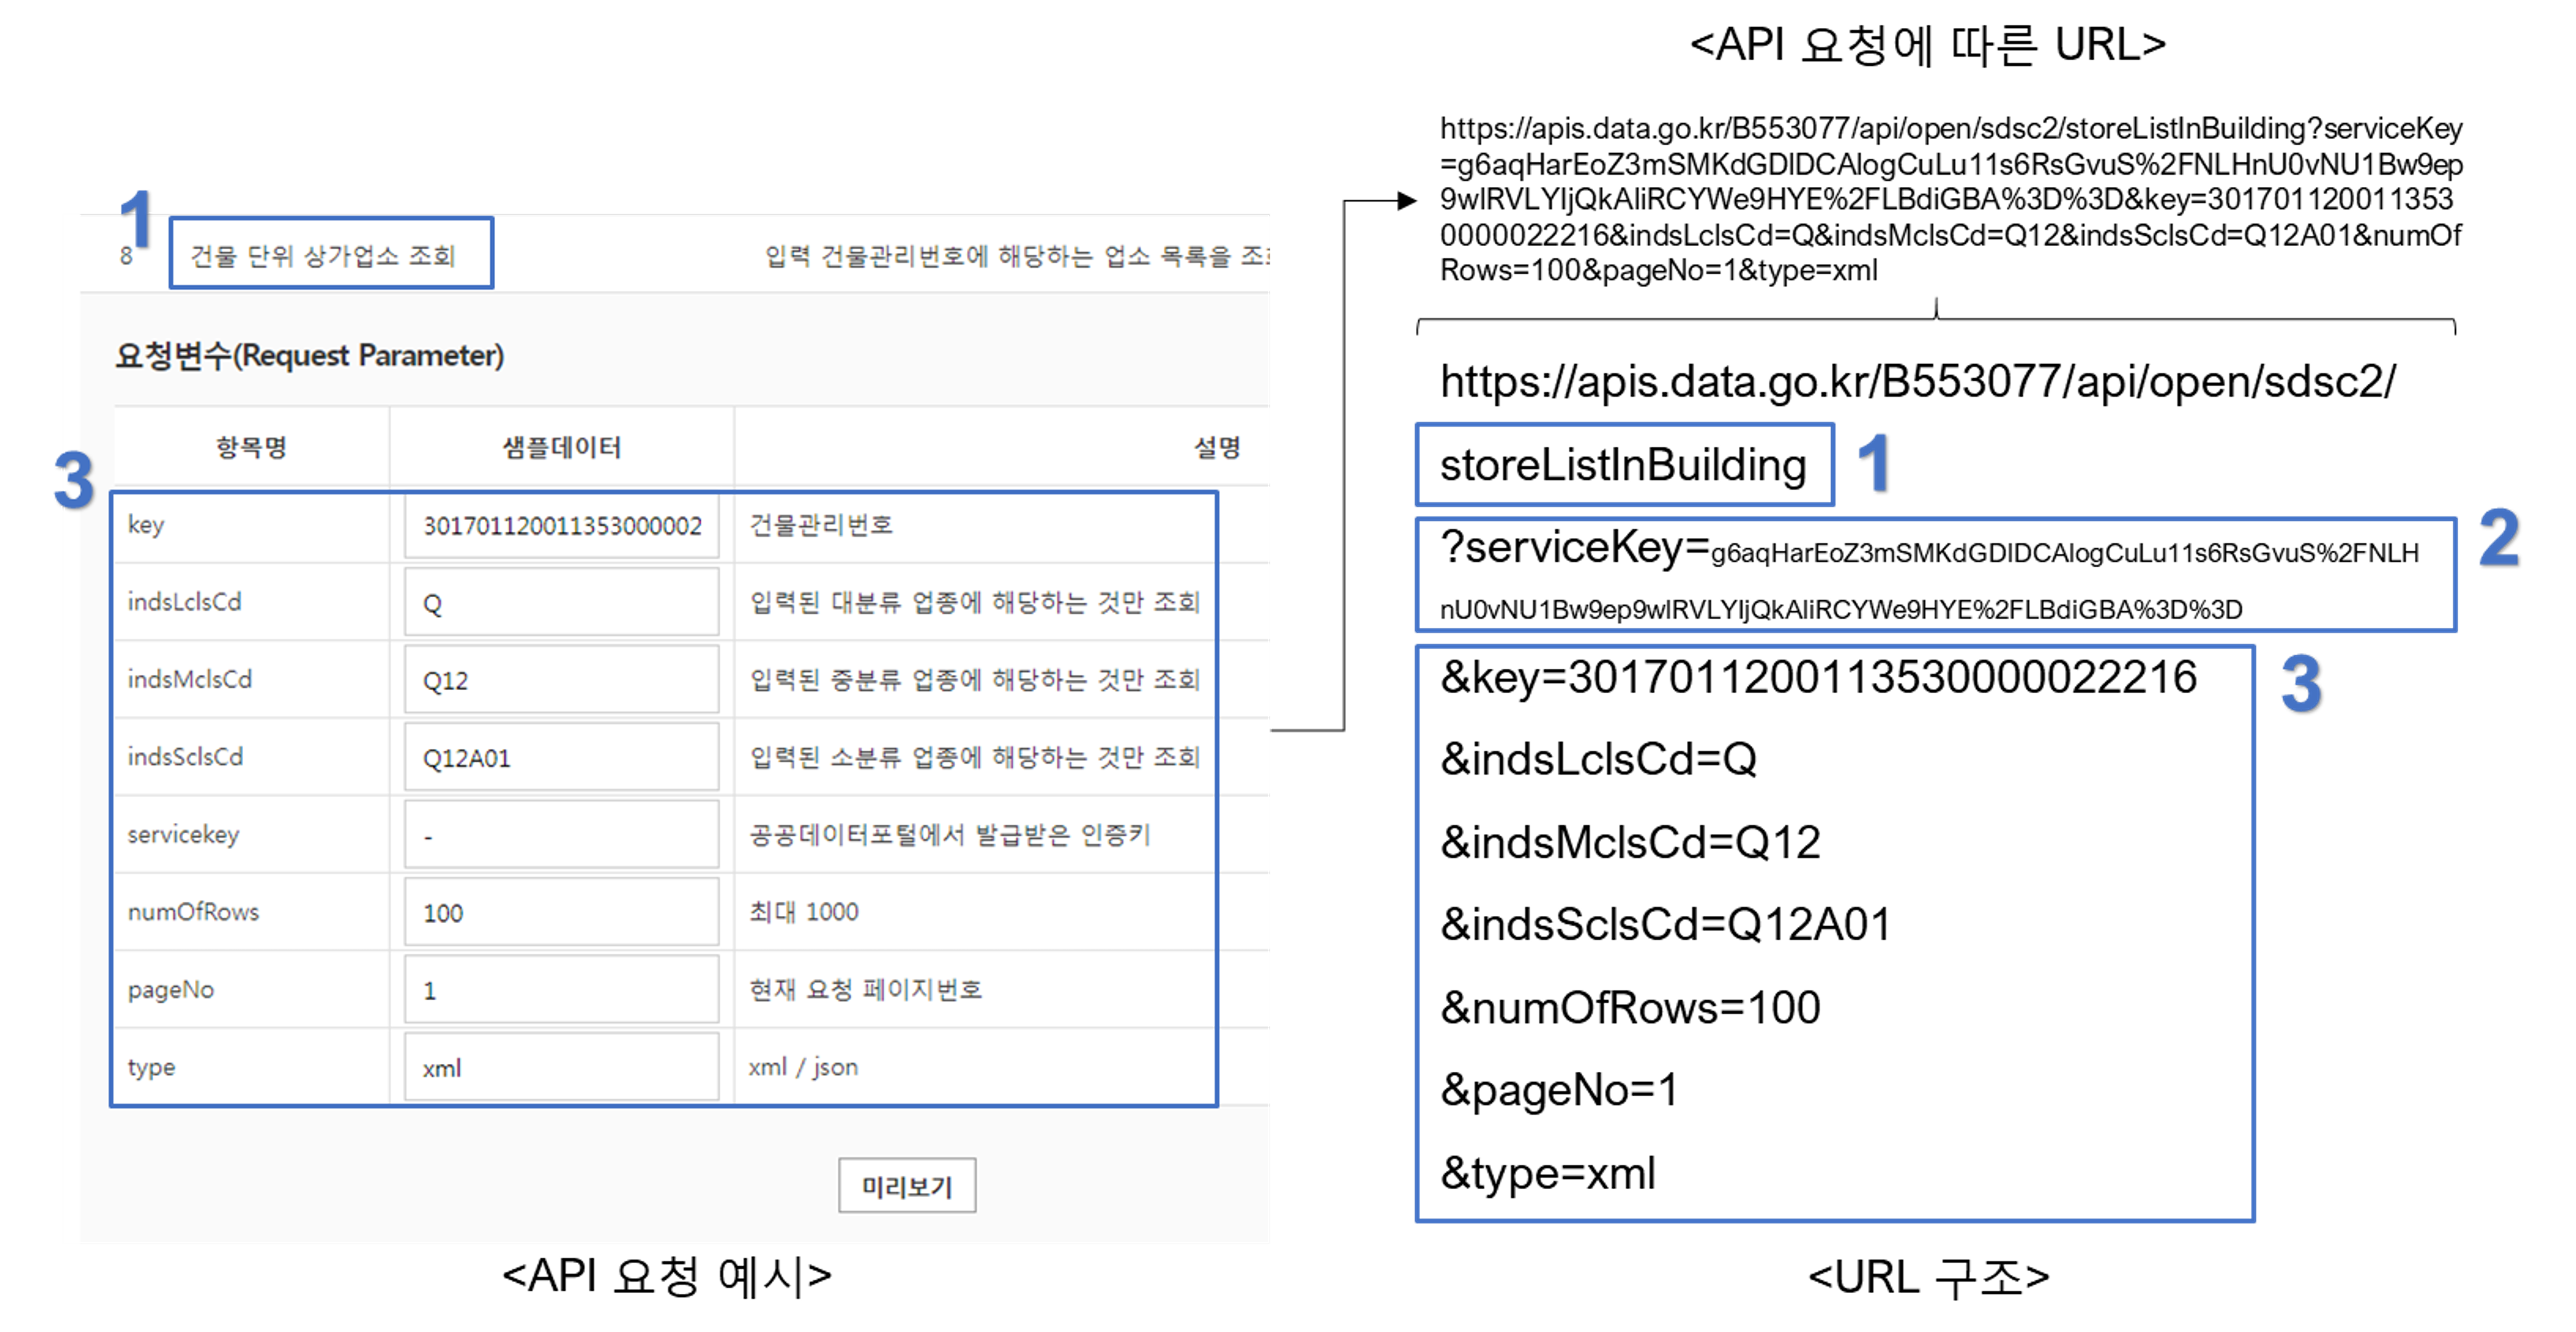 <API 요청에 따른 URL>
https://apis.data.go.kr/B553077/api/open/sdsc2/storeListInBuilding?serviceKey
=g6aqHarEoZ3mSMKdGDIDCAlogCuLu11s6RsGvuS%2FNLHnU0vNU1Bw9ep
9wlRVLYIjQkAliRCYWe9HYE%2FLBdiGBA%3D%3D&key=301701120011353
0000022216&indsLclsCd=Q&indsMclsCd=Q12&indsSclsCd=Q12A01&numOf
Rows=100&pageNo=1&type=xml
1
8 건물 단위 상가업소 조회 입력 건물관리번호에 해당하는 업소 목록을
요청변수(Request Parameter)
항목명 샘플데이터 설명
3
key 301701120011353000002 건물관리번호
indsLclsCd Q 입력된 대분류 업종에 해당하는 것만 조회
indsMclsCd Q12 입력된 중분류 업종에 해당하는 것만 조회
indsSclsCd Q12A01 입력된 소분류 업종에 해당하는 것만 조회
servicekey - 공공데이터포털에서 발급받은 인증키
numOfRows 100 최대 1000
pageNo 1 현재 요청 페이지번호
type xml xml / json
미리보기
<API 요청 예시>
https://apis.data.go.kr/B553077/api/open/sdsc2/
storeListInBuilding 1
?serviceKey=g6aqHarEoZ3mSMKdGDIDCAlogCuLu11s6RsGvuS%2FNLH 2
nU0vNU1Bw9ep9wlRVLYIjQkAliRCYWe9HYE%2FLBdiGBA%3D%3D
&key=3017011200113530000022216 3
&indsLclsCd=Q
&indsMclsCd=Q12
&indsSclsCd=Q12A01
&numOfRows=100
&pageNo=1
&type=xml
<URL 구조>